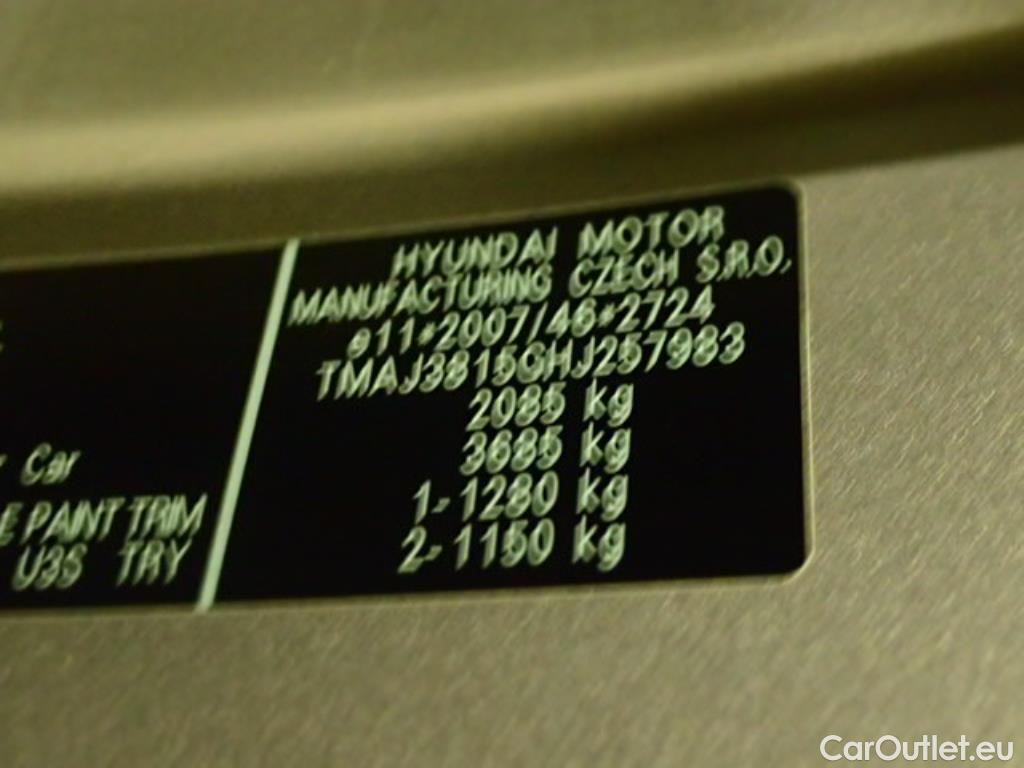 HYUNDAI MOTOR
MANUFACTURING CZECH S.R.O.
e11*2007/46*2724
TMAJ3815GHJ257983
2085 kg
3685 kg
1- 1280 kg
2- 1150 kg
Car
PAINT TRIM
U3S TRY
CarOutlet.eu